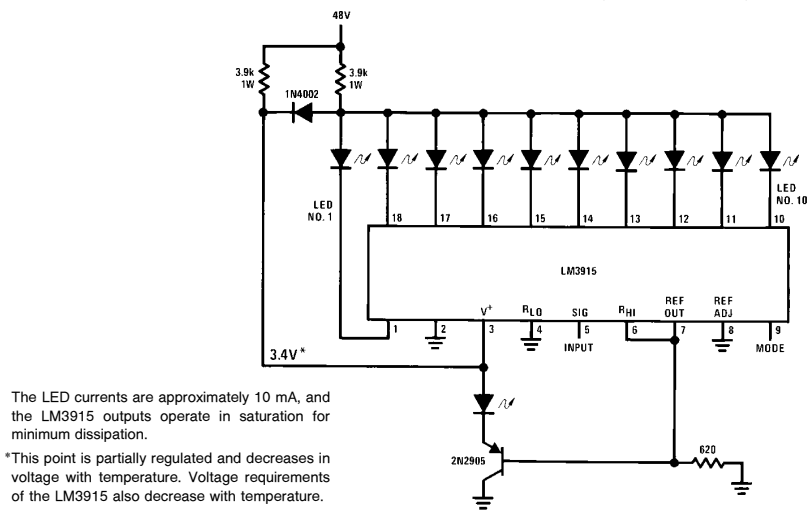 48V
3.9k
1W
3.9k
1W
1N4002
LED
NO. 1
LED
NO. 10
18
17
16
15
14
13
12
11
10
LM3915
V+
RLO
SIG
RHI
REF
OUT
REF
ADJ
1
2
3
4
5
6
7
8
9
INPUT
MODE
3.4V*
2N2905
620
The LED currents are approximately 10 mA, and
the LM3915 outputs operate in saturation for
minimum dissipation.
*This point is partially regulated and decreases in
voltage with temperature. Voltage requirements
of the LM3915 also decrease with temperature.